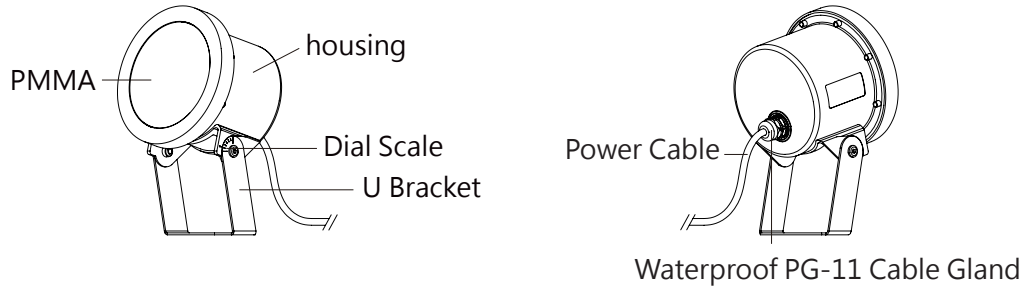 housing
PMMA
Dial Scale
U Bracket
Power Cable
Waterproof PG-11 Cable Gland